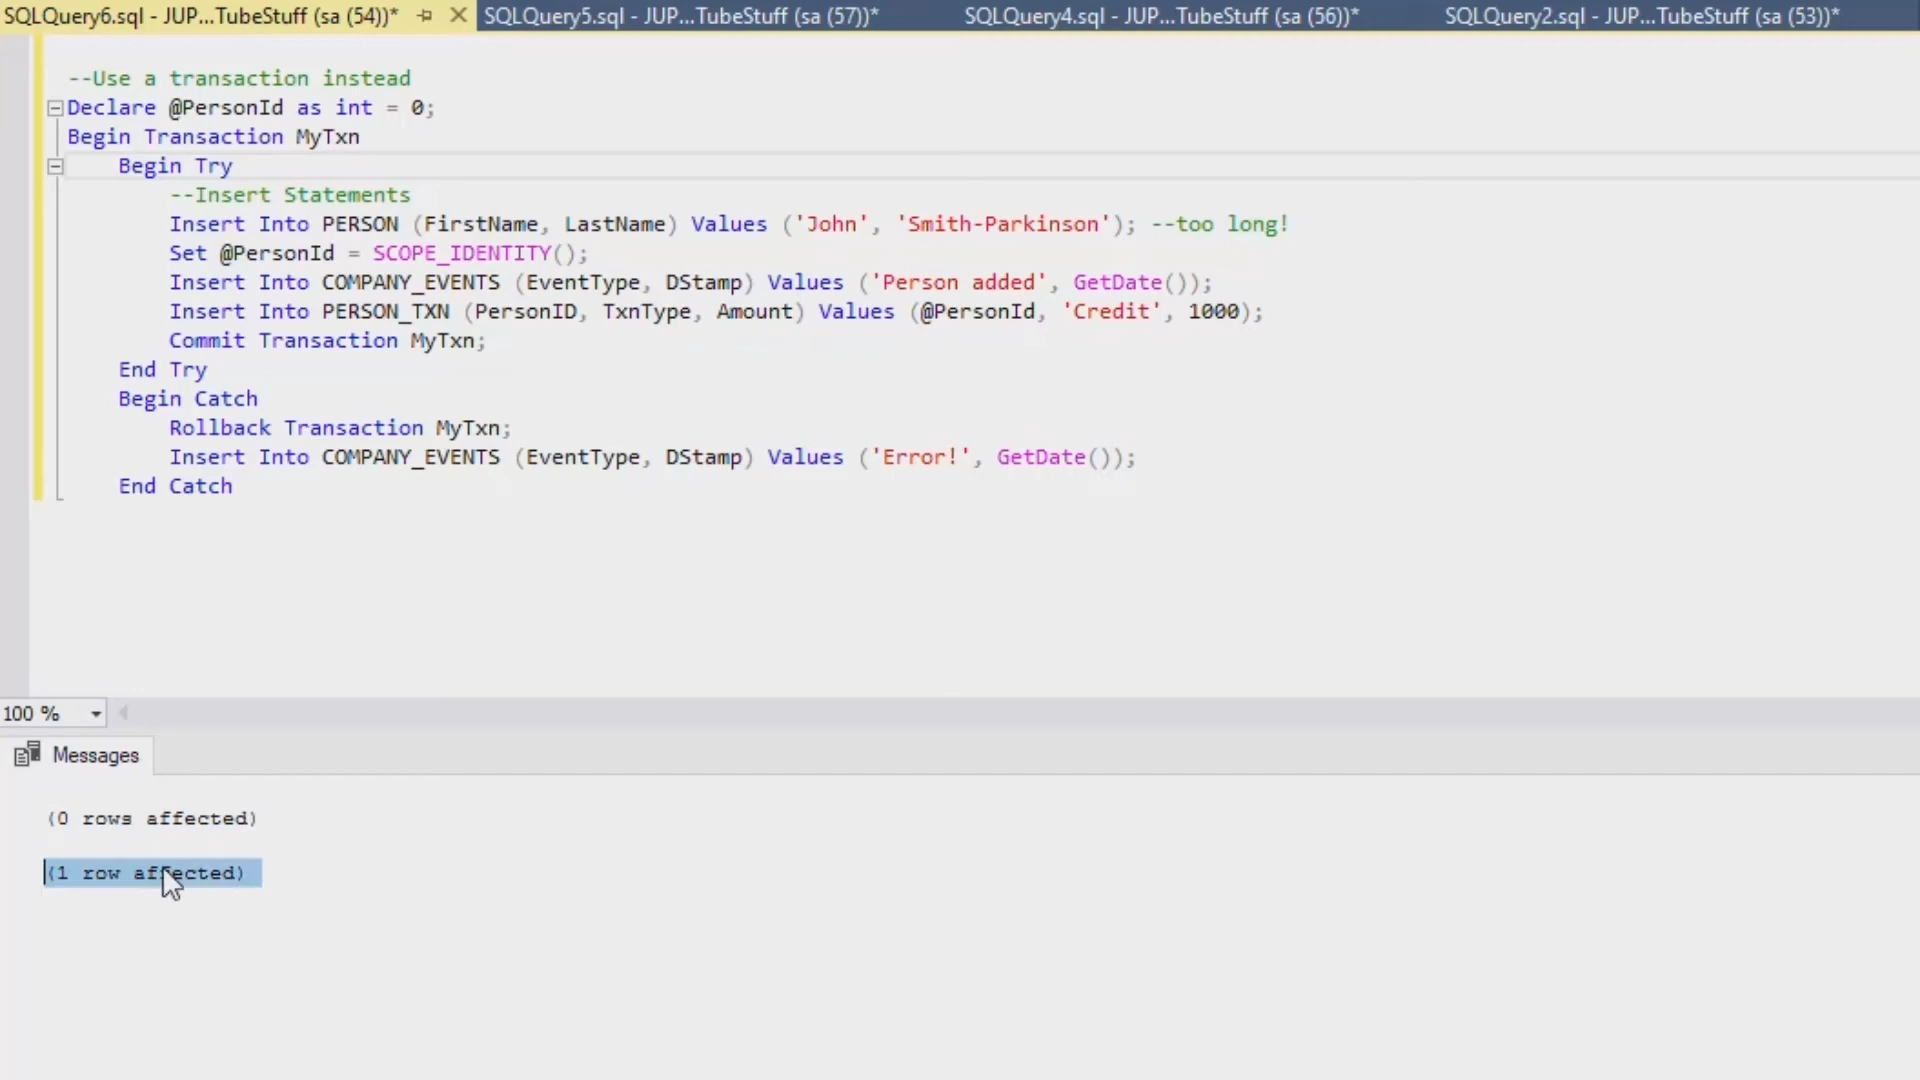 SQLQuery6.sql - JUP...TubeStuff (sa (54))* SQLQuery5.sql - JUP...TubeStuff (sa (57))* SQLQuery4.sql - JUP...TubeStuff (sa (56))* SQLQuery2.sql - JUP...TubeStuff (sa (53))*
--Use a transaction instead
Declare @PersonId as int = 0;
Begin Transaction MyTxn
Begin Try
--Insert Statements
Insert Into PERSON (FirstName, LastName) Values ('John', 'Smith-Parkinson'); --too long!
Set @PersonId = SCOPE_IDENTITY();
Insert Into COMPANY_EVENTS (EventType, DStamp) Values ('Person added', GetDate());
Insert Into PERSON_TXN (PersonID, TxnType, Amount) Values (@PersonId, 'Credit', 1000);
Commit Transaction MyTxn;
End Try
Begin Catch
Rollback Transaction MyTxn;
Insert Into COMPANY_EVENTS (EventType, DStamp) Values ('Error!', GetDate());
End Catch
100 %
Messages
(0 rows affected)
(1 row affected)